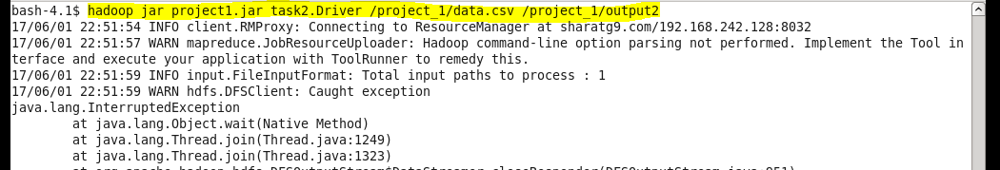 bash-4.1$ hadoop jar project1.jar task2.Driver /project_1/data.csv /project_1/output2
17/06/01 22:51:54 INFO client.RMProxy: Connecting to ResourceManager at sharatg9.com/192.168.242.128:8032
17/06/01 22:51:57 WARN mapreduce.JobResourceUploader: Hadoop command-line option parsing not performed. Implement the Tool in
terface and execute your application with ToolRunner to remedy this.
17/06/01 22:51:59 INFO input.FileInputFormat: Total input paths to process : 1
17/06/01 22:51:59 WARN hdfs.DFSClient: Caught exception
java.lang.InterruptedException
at java.lang.Object.wait(Native Method)
at java.lang.Thread.join(Thread.java:1249)
at java.lang.Thread.join(Thread.java:1323)